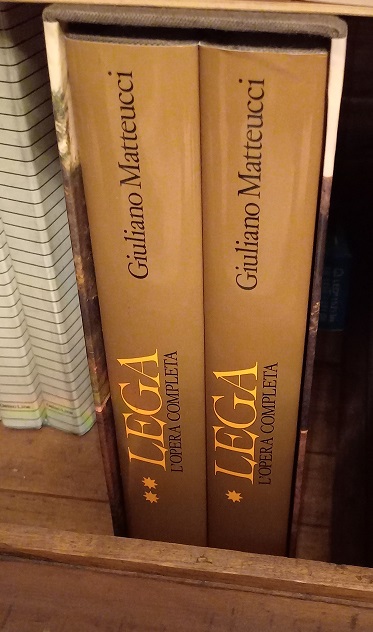 Giuliano Matteucci
** LEGA
L'OPERA COMPLETA
Giuliano Matteucci
* LEGA
L'OPERA COMPLETA